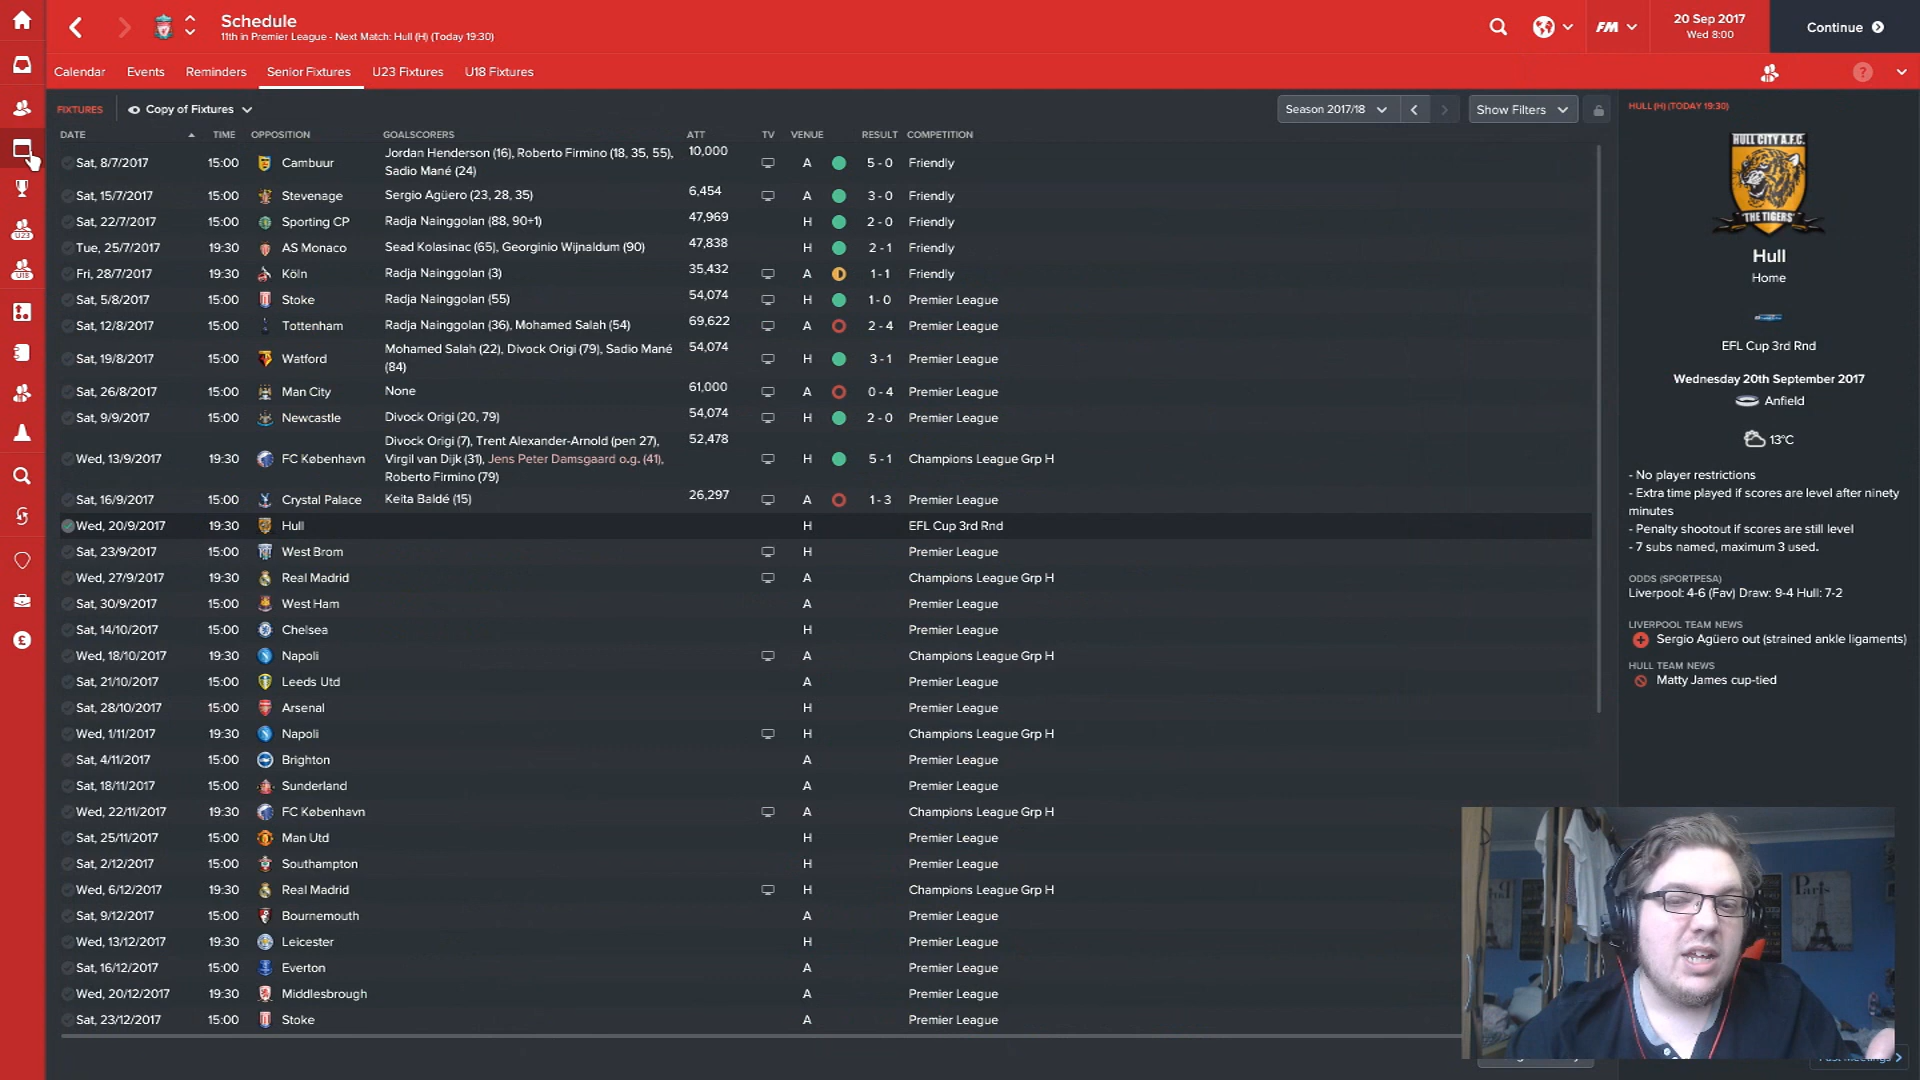 Schedule
11th in Premier League - Next Match: Hull (H) (Today 19:30)
FM
20 Sep 2017
Wed 8:00
Continue
Calendar Events Reminders Senior Fixtures U23 Fixtures U18 Fixtures
?
FIXTURES Copy of Fixtures Season 2017/18 Show Filters
DATE TIME OPPOSITION GOALSCORERS ATT TV VENUE RESULT COMPETITION
Sat, 8/7/2017 15:00 Cambuur Jordan Henderson (16), Roberto Firmino (18, 35, 55), 10,000 A 5 - 0 Friendly
Sadio Mané (24)
Sat, 15/7/2017 15:00 Stevenage Sergio Agüero (23, 28, 35) 6,454 A 3 - 0 Friendly
Sat, 22/7/2017 15:00 Sporting CP Radja Nainggolan (88, 90+1) 47,969 H 2 - 0 Friendly
Tue, 25/7/2017 19:30 AS Monaco Sead Kolasinac (65), Georginio Wijnaldum (90) 47,838 H 2 - 1 Friendly
Fri, 28/7/2017 19:30 Köln Radja Nainggolan (3) 35,432 A 1 - 1 Friendly
Sat, 5/8/2017 15:00 Stoke Radja Nainggolan (55) 54,074 H 1 - 0 Premier League
Sat, 12/8/2017 15:00 Tottenham Radja Nainggolan (36), Mohamed Salah (54) 69,622 A 2 - 4 Premier League
Sat, 19/8/2017 15:00 Watford Mohamed Salah (22), Divock Origi (79), Sadio Mané 54,074 H 3 - 1 Premier League
(84)
Sat, 26/8/2017 15:00 Man City None 61,000 A 0 - 4 Premier League
Sat, 9/9/2017 15:00 Newcastle Divock Origi (20, 79) 54,074 H 2 - 0 Premier League
Divock Origi (7), Trent Alexander-Arnold (pen 27), 52,478
Wed, 13/9/2017 19:30 FC København Virgil van Dijk (31), Jens Peter Damsgaard o.g. (41), H 5 - 1 Champions League Grp H
Roberto Firmino (79)
Sat, 16/9/2017 15:00 Crystal Palace Keita Baldé (15) 26,297 A 1 - 3 Premier League
Wed, 20/9/2017 19:30 Hull H EFL Cup 3rd Rnd
Sat, 23/9/2017 15:00 West Brom H Premier League
Wed, 27/9/2017 19:30 Real Madrid A Champions League Grp H
Sat, 30/9/2017 15:00 West Ham A Premier League
Sat, 14/10/2017 15:00 Chelsea H Premier League
Wed, 18/10/2017 19:30 Napoli A Champions League Grp H
Sat, 21/10/2017 15:00 Leeds Utd A Premier League
Sat, 28/10/2017 15:00 Arsenal H Premier League
Wed, 1/11/2017 19:30 Napoli H Champions League Grp H
Sat, 4/11/2017 15:00 Brighton A Premier League
Sat, 18/11/2017 15:00 Sunderland A Premier League
Wed, 22/11/2017 19:30 FC København A Champions League Grp H
Sat, 25/11/2017 15:00 Man Utd H Premier League
Sat, 2/12/2017 15:00 Southampton H Premier League
Wed, 6/12/2017 19:30 Real Madrid H Champions League Grp H
Sat, 9/12/2017 15:00 Bournemouth A Premier League
Wed, 13/12/2017 19:30 Leicester H Premier League
Sat, 16/12/2017 15:00 Everton A Premier League
Wed, 20/12/2017 19:30 Middlesbrough A Premier League
Sat, 23/12/2017 15:00 Stoke A Premier League
U23
U18
£
HULL (H) (TODAY 19:30)
HULL CITY A.F.C.
"THE TIGERS"
Hull
Home
EFL Cup 3rd Rnd
Wednesday 20th September 2017
Anfield
13°C
- No player restrictions
- Extra time played if scores are level after ninety
minutes
- Penalty shootout if scores are still level
- 7 subs named, maximum 3 used.
ODDS (SPORTPESA)
Liverpool: 4-6 (Fav) Draw: 9-4 Hull: 7-2
LIVERPOOL TEAM NEWS
Sergio Agüero out (strained ankle ligaments)
HULL TEAM NEWS
Matty James cup-tied
Paris